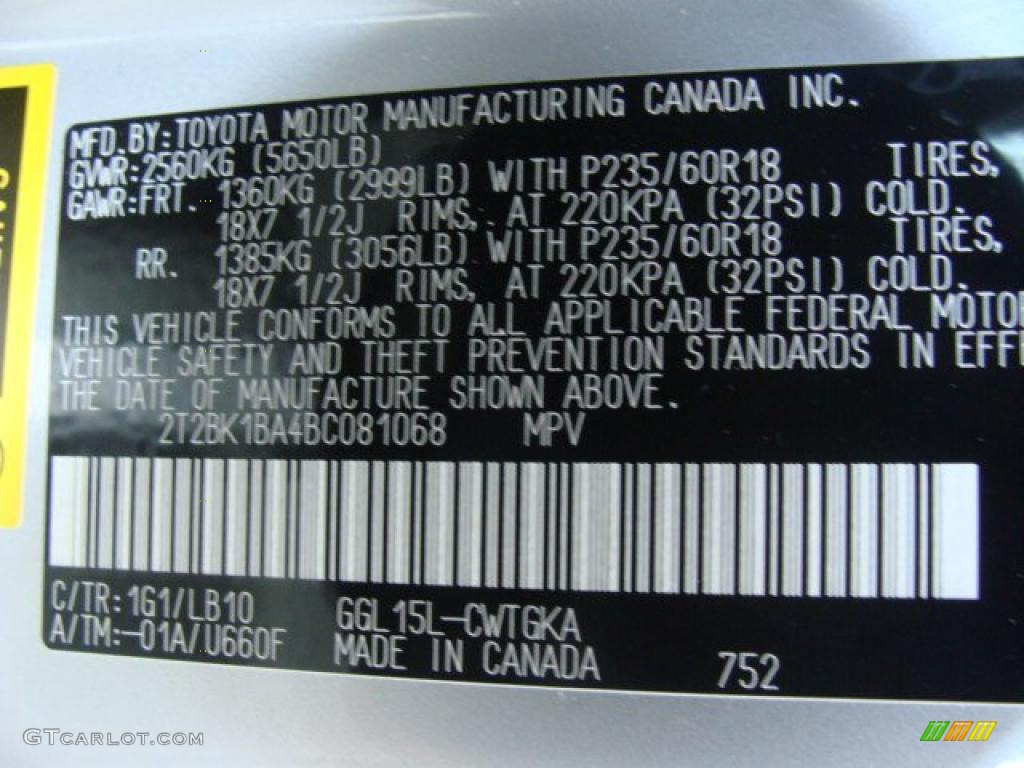 MFD.BY:TOYOTA MOTOR MANUFACTURING CANADA INC.
GVWR:2560KG (5650LB)
GAWR:FRT. 1360KG (2999LB) WITH P235/60R18 TIRES,
18X7 1/2J RIMS, AT 220KPA (32PSI) COLD.
RR. 1385KG (3056LB) WITH P235/60R18 TIRES,
18X7 1/2J RIMS, AT 220KPA (32PSI) COLD.
THIS VEHICLE CONFORMS TO ALL APPLICABLE FEDERAL MOTO
VEHICLE SAFETY AND THEFT PREVENTION STANDARDS IN EFF
THE DATE OF MANUFACTURE SHOWN ABOVE.
2T2BK1BA4BC081068 MPV
C/TR:1G1/LB10 GGL15L-CWTGKA
A/TM:-01A/U660F MADE IN CANADA 752
GTCARLOT.COM